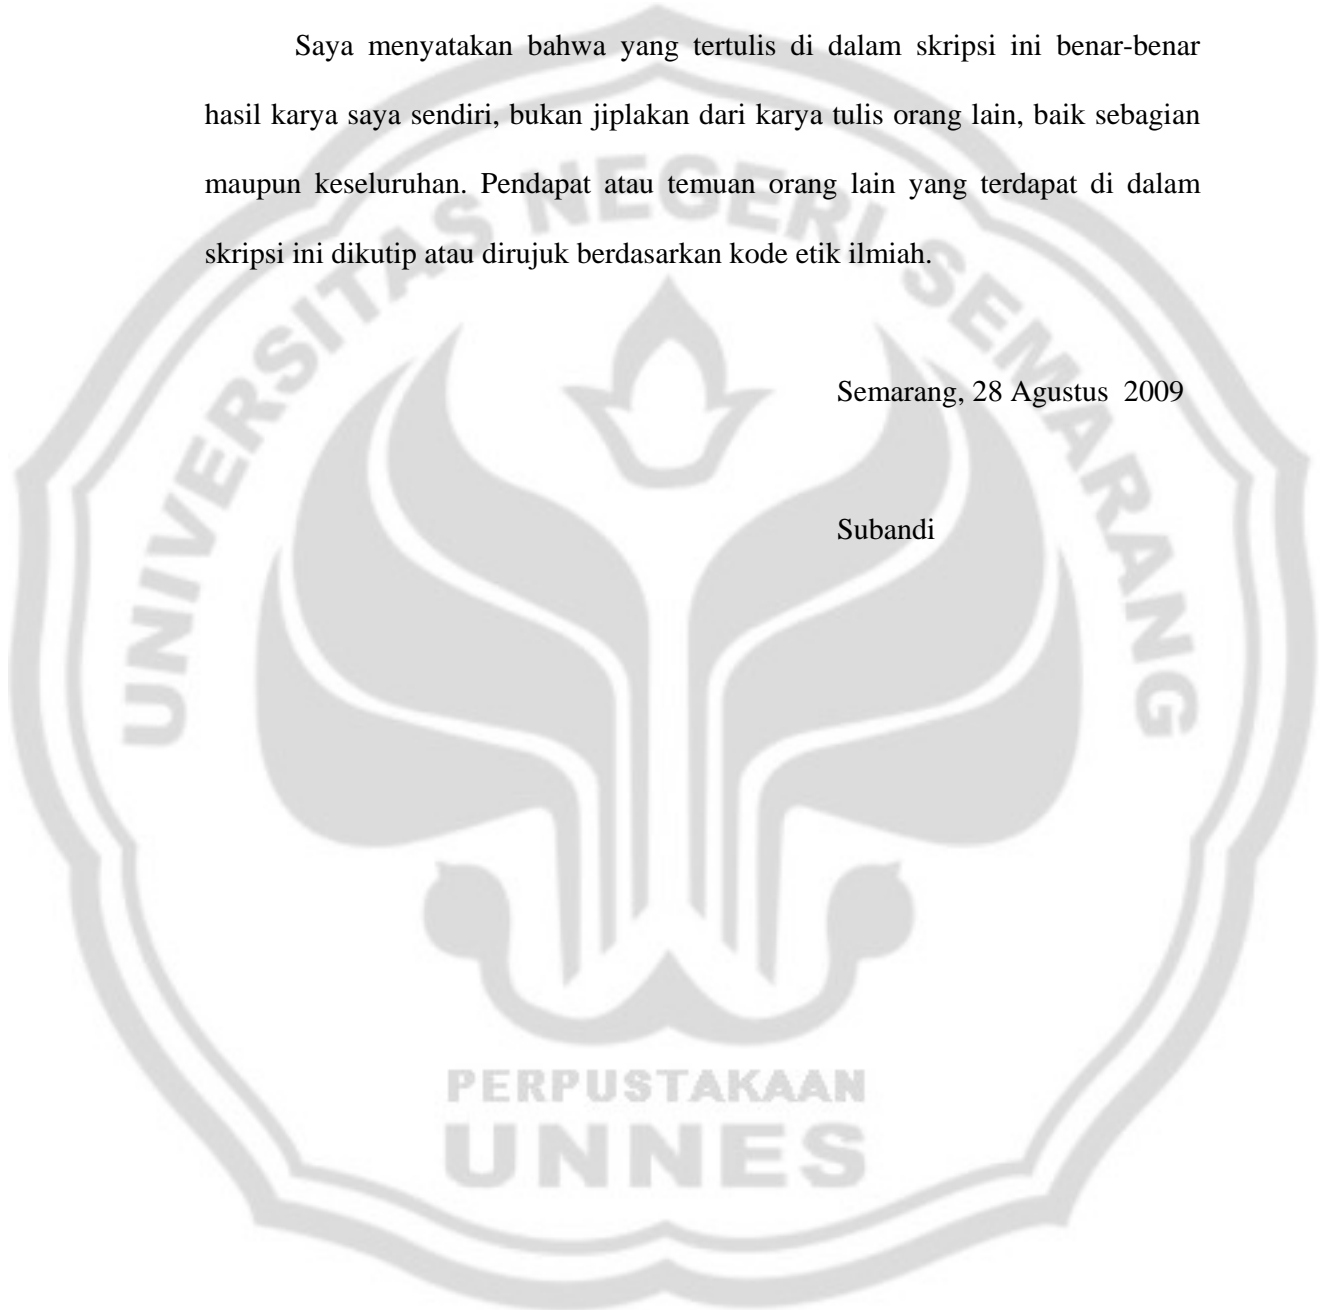 Saya menyatakan bahwa yang tertulis di dalam skripsi ini benar-benar
hasil karya saya sendiri, bukan jiplakan dari karya tulis orang lain, baik sebagian
maupun keseluruhan. Pendapat atau temuan orang lain yang terdapat di dalam
skripsi ini dikutip atau dirujuk berdasarkan kode etik ilmiah.
Semarang, 28 Agustus 2009
Subandi
UNIVERSITAS NEGERI SEMARANG
PERPUSTAKAAN
UNNES